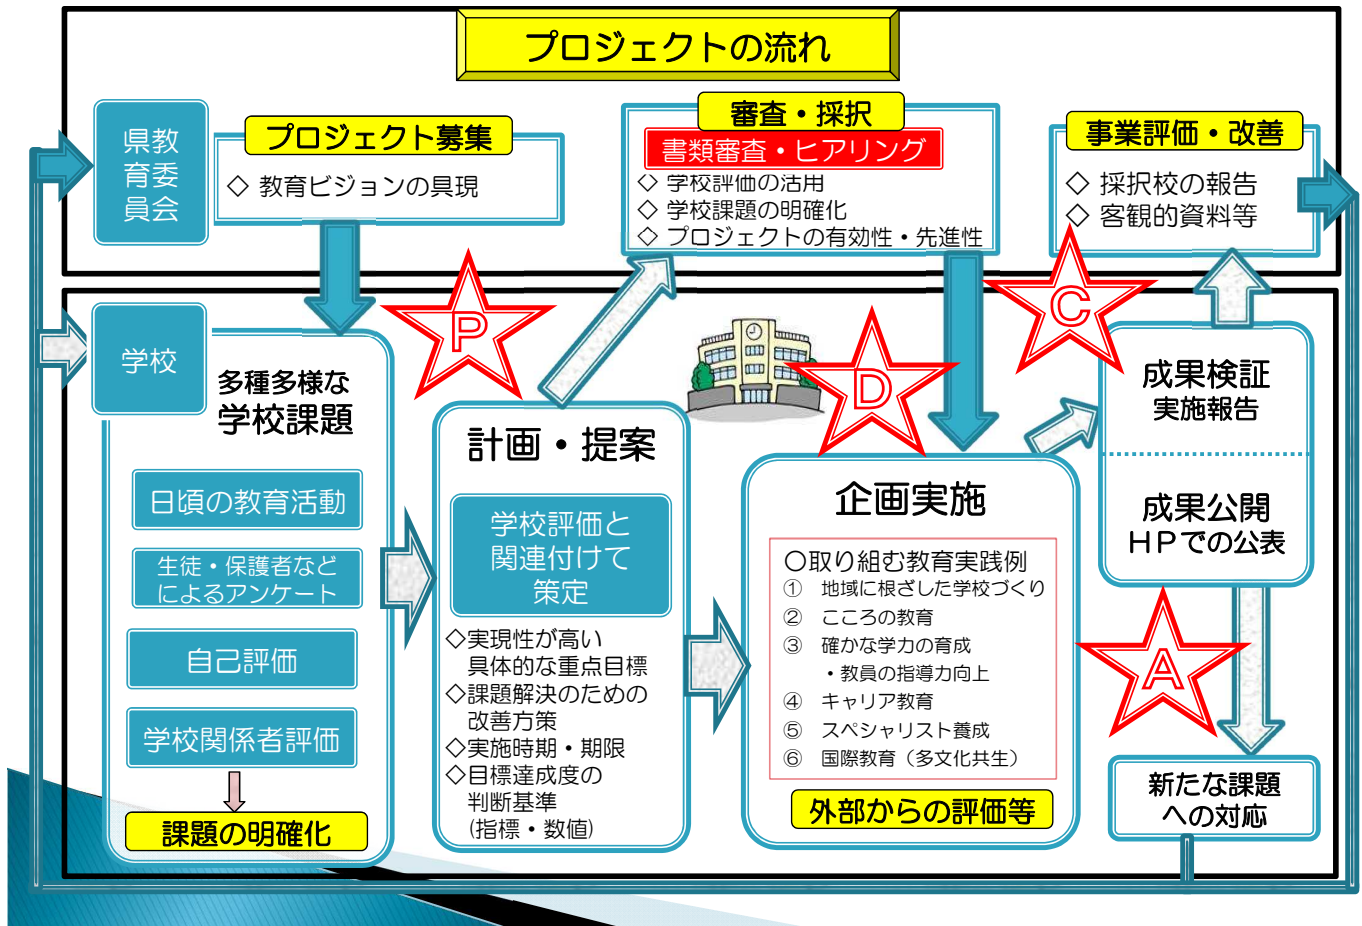 プロジェクトの流れ
県教
育委
員会
プロジェクト募集
◇ 教育ビジョンの具現
審査・採択
書類審査・ヒアリング
◇ 学校評価の活用
◇ 学校課題の明確化
◇ プロジェクトの有効性・先進性
事業評価・改善
◇ 採択校の報告
◇ 客観的資料等
P
D
C
A
学校
多種多様な
学校課題
日頃の教育活動
生徒・保護者など
によるアンケート
自己評価
学校関係者評価
課題の明確化
計画・提案
学校評価と
関連付けて
策定
◇実現性が高い
具体的な重点目標
◇課題解決のための
改善方策
◇実施時期・期限
◇目標達成度の
判断基準
(指標・数値)
企画実施
〇取り組む教育実践例
① 地域に根ざした学校づくり
② こころの教育
③ 確かな学力の育成
・教員の指導力向上
④ キャリア教育
⑤ スペシャリスト養成
⑥ 国際教育（多文化共生）
外部からの評価等
成果検証
実施報告
成果公開
ＨＰでの公表
新たな課題
への対応